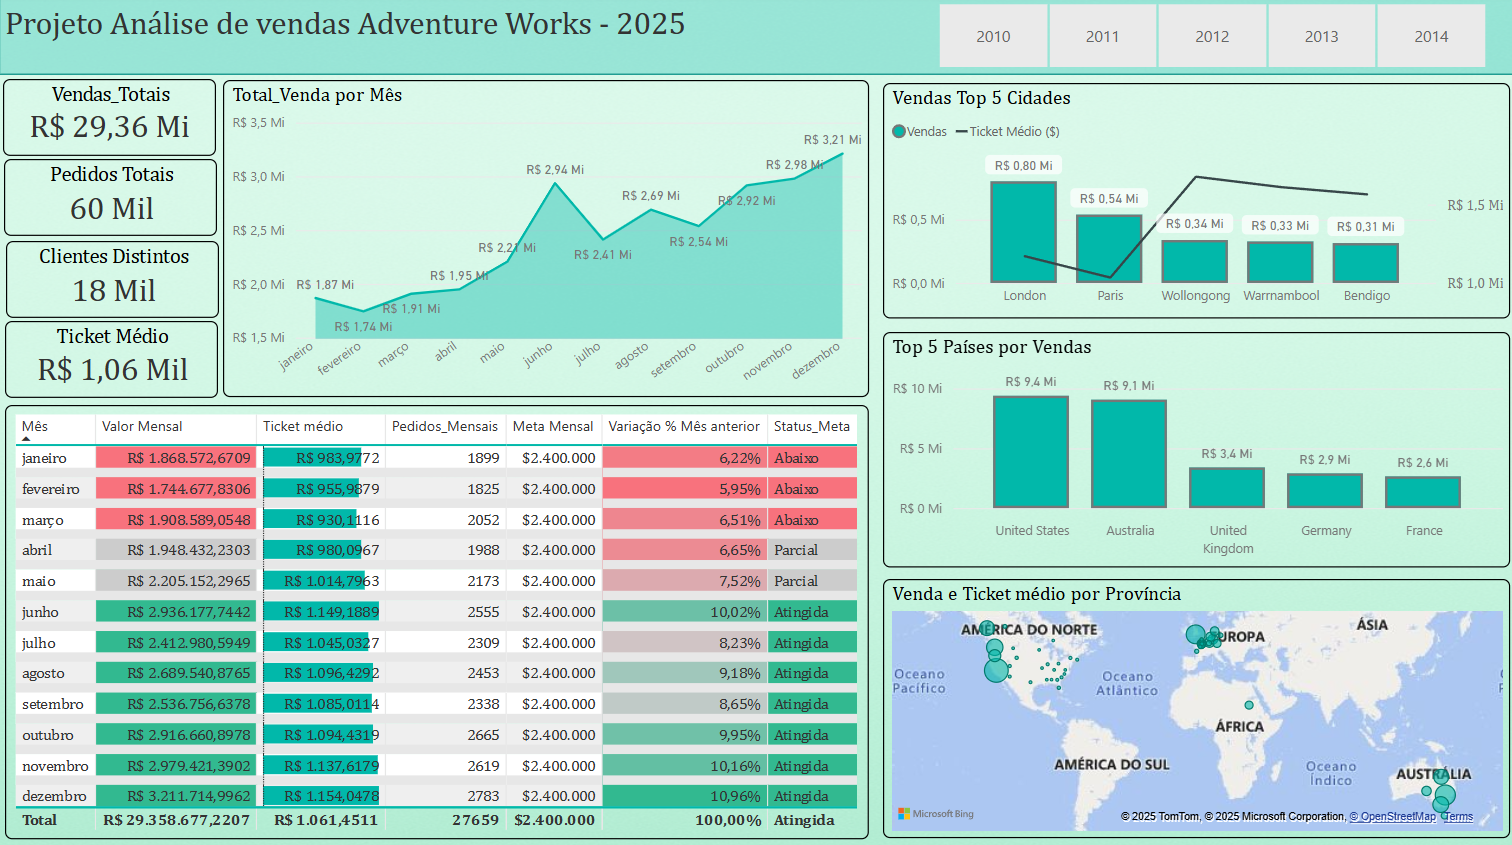 Projeto Análise de vendas Adventure Works - 2025
2010 2011 2012 2013 2014
Vendas_Totais
R$ 29,36 Mi
Pedidos Totais
60 Mil
Clientes Distintos
18 Mil
Ticket Médio
R$ 1,06 Mil
Total_Venda por Mês
R$ 3,5 Mi
R$ 3,0 Mi
R$ 2,5 Mi
R$ 2,0 Mi
R$ 1,5 Mi
R$ 1,87 Mi
R$ 1,74 Mi
R$ 1,91 Mi
R$ 1,95 Mi
R$ 2,21 Mi
R$ 2,94 Mi
R$ 2,41 Mi
R$ 2,69 Mi
R$ 2,54 Mi
R$ 2,92 Mi
R$ 2,98 Mi
R$ 3,21 Mi
janeiro fevereiro março abril maio junho julho agosto setembro outubro novembro dezembro
Mês Valor Mensal Ticket médio Pedidos_Mensais Meta Mensal Variação % Mês anterior Status_Meta
janeiro R$ 1.868.572,6709 R$ 983,9772 1899 $2.400.000 6,22% Abaixo
fevereiro R$ 1.744.677,8306 R$ 955,9879 1825 $2.400.000 5,95% Abaixo
março R$ 1.908.589,0548 R$ 930,1116 2052 $2.400.000 6,51% Abaixo
abril R$ 1.948.432,2303 R$ 980,0967 1988 $2.400.000 6,65% Parcial
maio R$ 2.205.152,2965 R$ 1.014,7963 2173 $2.400.000 7,52% Parcial
junho R$ 2.936.177,7442 R$ 1.149,1889 2555 $2.400.000 10,02% Atingida
julho R$ 2.412.980,5949 R$ 1.045,0327 2309 $2.400.000 8,23% Atingida
agosto R$ 2.689.540,8765 R$ 1.096,4292 2453 $2.400.000 9,18% Atingida
setembro R$ 2.536.756,6378 R$ 1.085,0114 2338 $2.400.000 8,65% Atingida
outubro R$ 2.916.660,8978 R$ 1.094,4319 2665 $2.400.000 9,95% Atingida
novembro R$ 2.979.421,3902 R$ 1.137,6179 2619 $2.400.000 10,16% Atingida
dezembro R$ 3.211.714,9962 R$ 1.154,0478 2783 $2.400.000 10,96% Atingida
Total R$ 29.358.677,2207 R$ 1.061,4511 27659 $2.400.000 100,00% Atingida
Vendas Top 5 Cidades
Vendas Ticket Médio ($)
R$ 0,5 Mi
R$ 0,0 Mi
R$ 0,80 Mi
R$ 0,54 Mi
R$ 0,34 Mi
R$ 0,33 Mi
R$ 0,31 Mi
R$ 1,5 Mil
R$ 1,0 Mil
London Paris Wollongong Warrnambool Bendigo
Top 5 Países por Vendas
R$ 10 Mi
R$ 5 Mi
R$ 0 Mi
R$ 9,4 Mi
R$ 9,1 Mi
R$ 3,4 Mi
R$ 2,9 Mi
R$ 2,6 Mi
United States Australia United Kingdom Germany France
Venda e Ticket médio por Província
AMÉRICA DO NORTE
EUROPA
ÁSIA
Oceano
Pacífico
Oceano
Atlântico
ÁFRICA
AMÉRICA DO SUL
Oceano
Índico
AUSTRÁLIA
Microsoft Bing
© 2025 TomTom, © 2025 Microsoft Corporation, © OpenStreetMap Terms